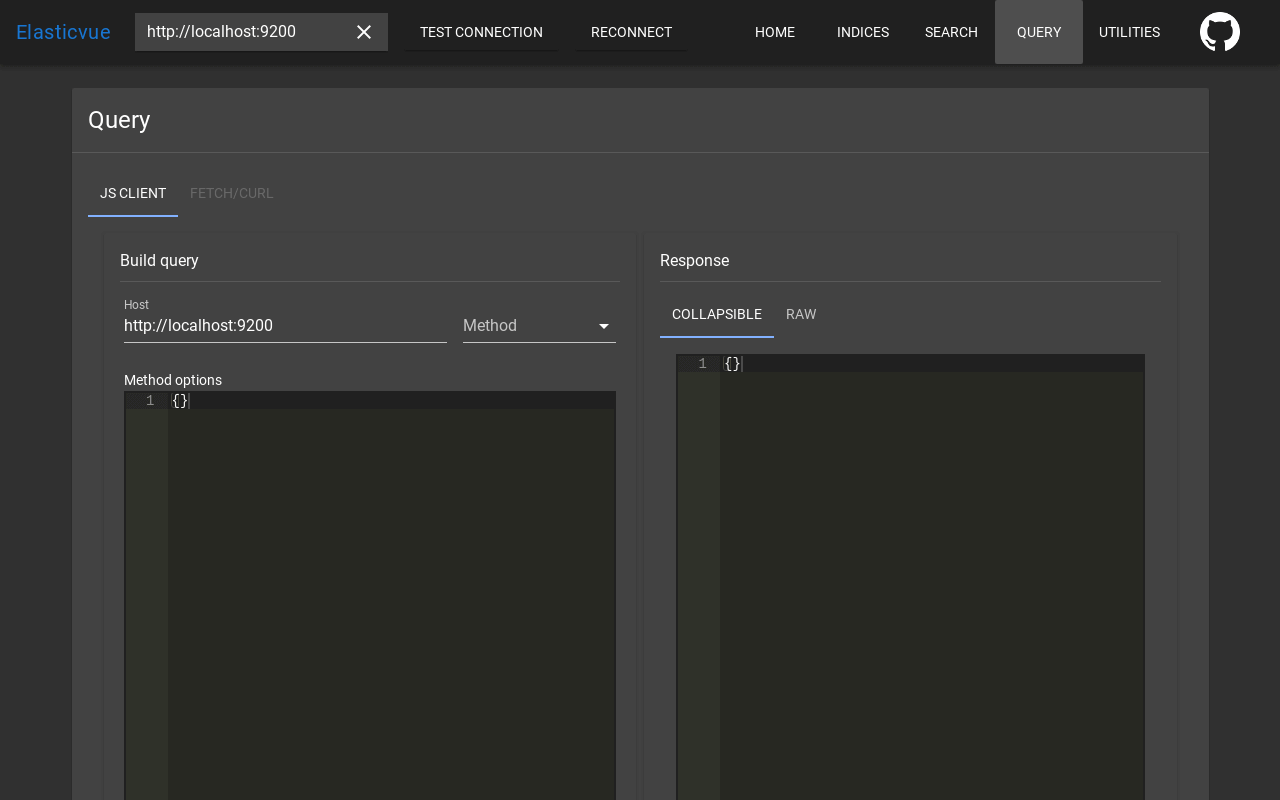 Elasticvue
http://localhost:9200
TEST CONNECTION
RECONNECT
HOME
INDICES
SEARCH
QUERY
UTILITIES
Query
JS CLIENT
FETCH/CURL
Build query
Host
http://localhost:9200
Method
Method options
1
{}
Response
COLLAPSIBLE
RAW
1
{}